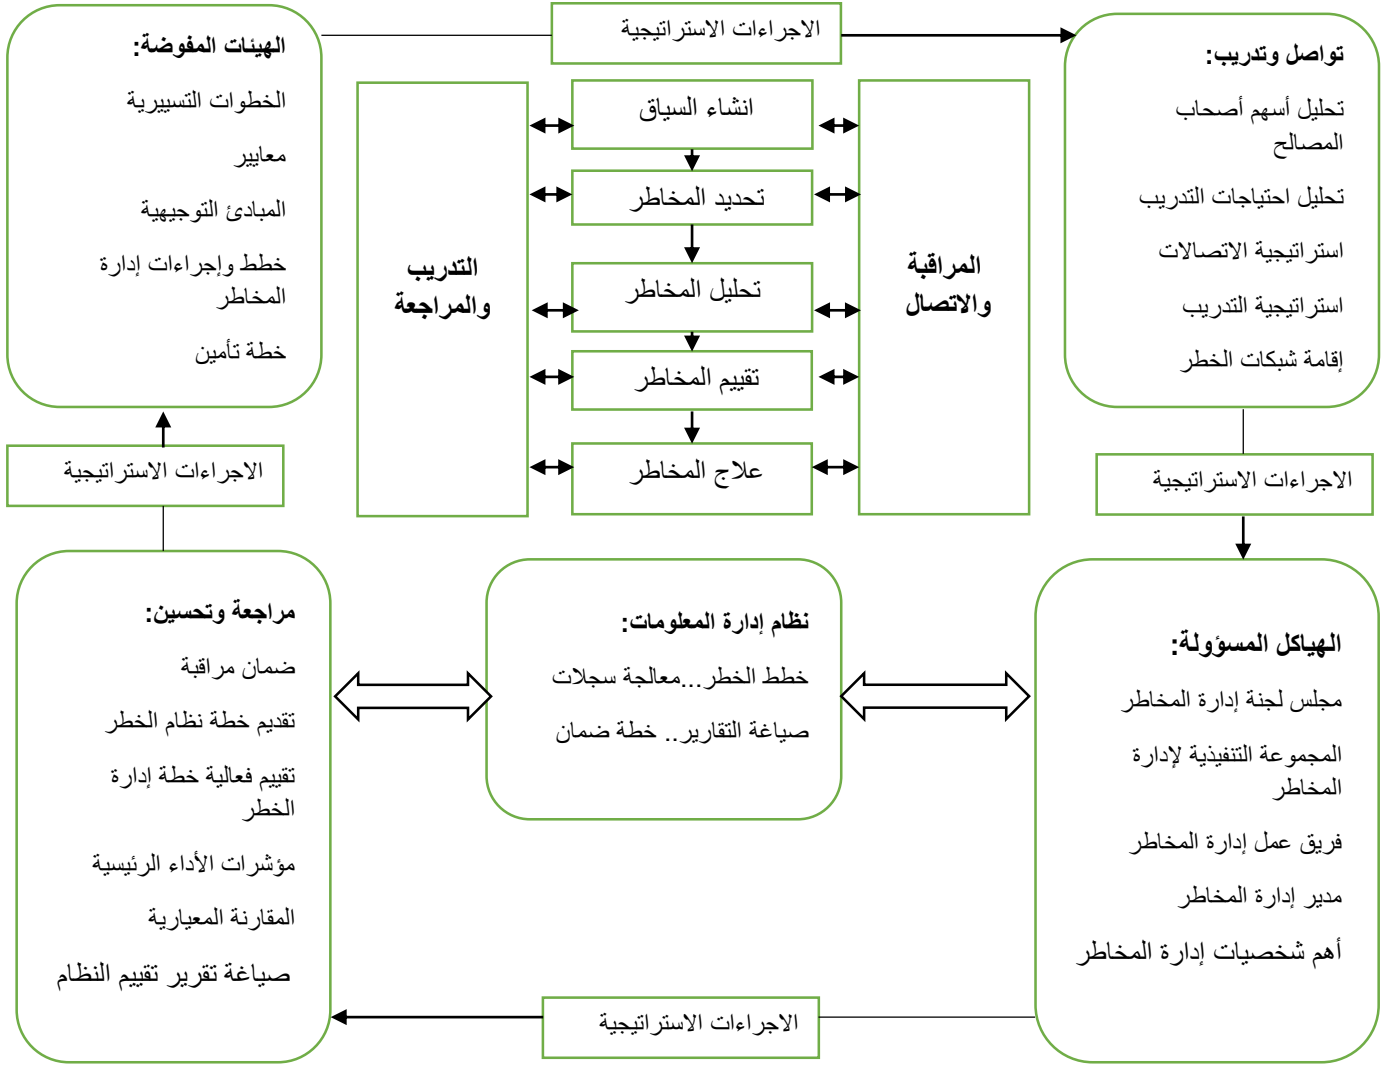 الاجراءات الاستراتيجية
تواصل وتدريب:
تحليل أسهم أصحاب
المصالح
تحليل احتياجات التدريب
استراتيجية الاتصالات
استراتيجية التدريب
إقامة شبكات الخطر
الهيئات المفوضة:
الخطوات التسييرية
معايير
المبادئ التوجيهية
خطط وإجراءات إدارة
المخاطر
خطة تأمين
المراقبة
والاتصال
انشاء السياق
تحديد المخاطر
تحليل المخاطر
تقييم المخاطر
علاج المخاطر
التدريب
والمراجعة
الاجراءات الاستراتيجية
الاجراءات الاستراتيجية
الهياكل المسؤولة:
مجلس لجنة إدارة المخاطر
المجموعة التنفيذية لإدارة
المخاطر
فريق عمل إدارة المخاطر
مدير إدارة المخاطر
أهم شخصيات إدارة المخاطر
نظام إدارة المعلومات:
خطط الخطر...معالجة سجلات
صياغة التقارير.. خطة ضمان
مراجعة وتحسين:
ضمان مراقبة
تقديم خطة نظام الخطر
تقييم فعالية خطة إدارة
الخطر
مؤشرات الأداء الرئيسية
المقارنة المعيارية
صياغة تقرير تقييم النظام
الاجراءات الاستراتيجية